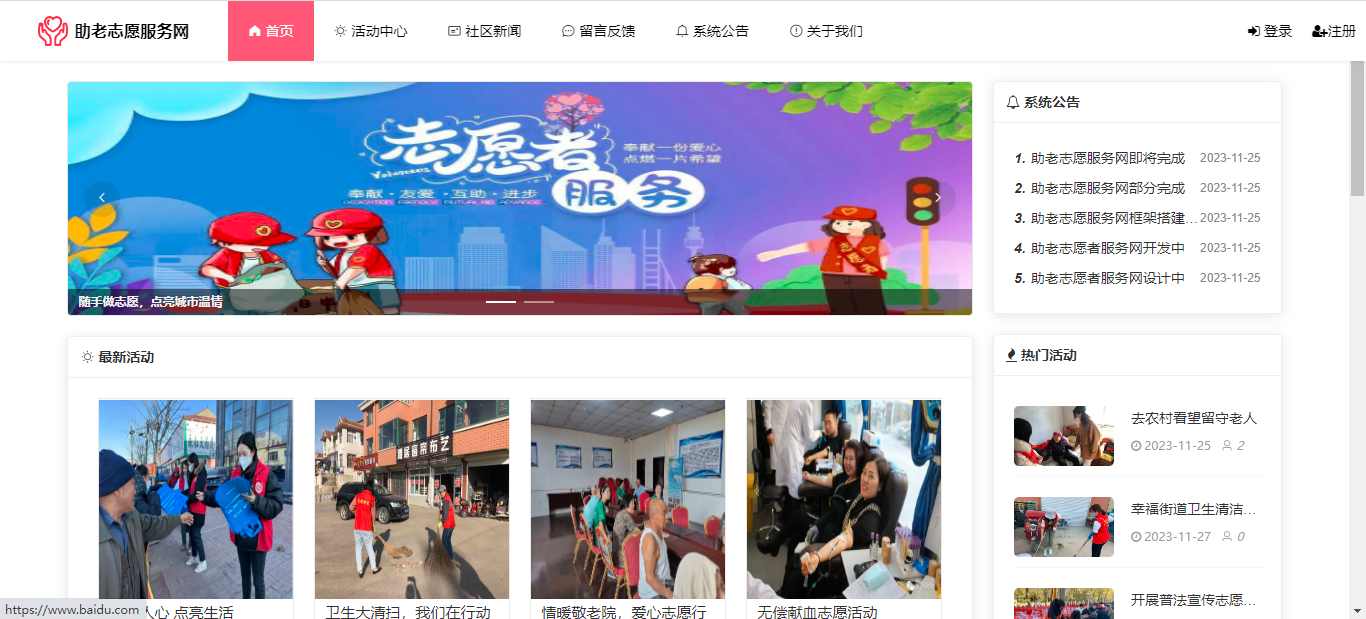 助老志愿服务网
首页
活动中心
社区新闻
留言反馈
系统公告
关于我们
登录
注册
志愿者
服务
Volunteers
奉献一份爱心
点燃一片希望
奉献·友爱·互助·进步
DEDICATION FRIENDLY MUTUAL AID ADVANCE
随手做志愿，点亮城市温情
系统公告
1. 助老志愿服务网即将完成 2023-11-25
2. 助老志愿服务网部分完成 2023-11-25
3. 助老志愿服务网框架搭建... 2023-11-25
4. 助老志愿者服务网开发中 2023-11-25
5. 助老志愿者服务网设计中 2023-11-25
最新活动
人心 点亮生活
卫生大清扫，我们在行动
情暖敬老院，爱心志愿行
无偿献血志愿活动
热门活动
去农村看望留守老人
2023-11-25 2
幸福街道卫生清洁...
2023-11-27 0
开展普法宣传志愿...
https://www.baidu.com